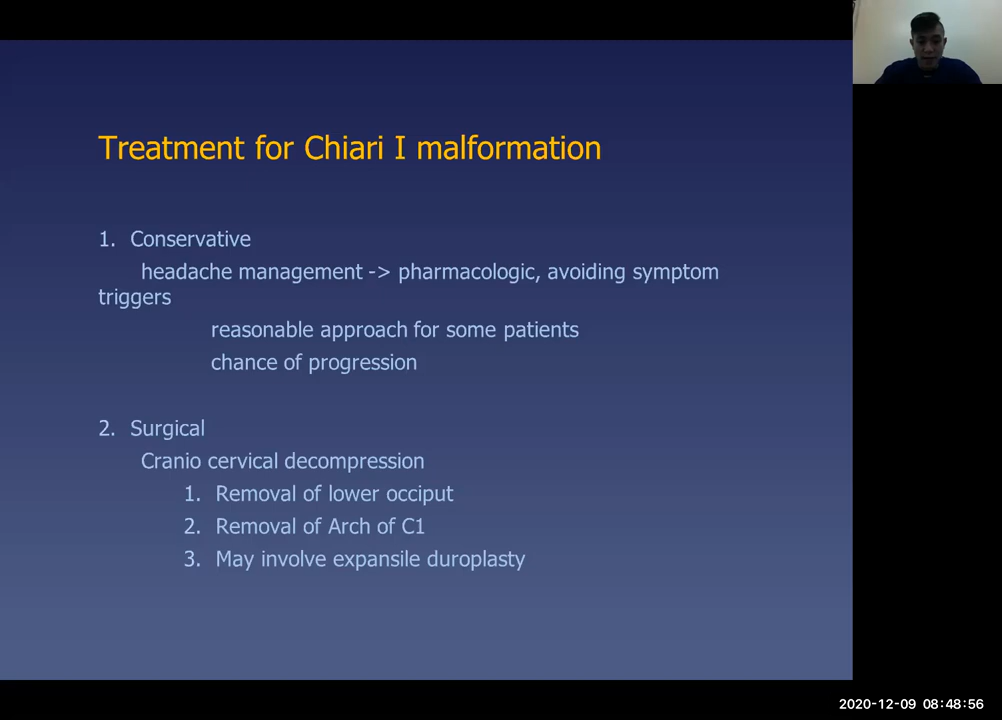 Treatment for Chiari I malformation
1. Conservative
headache management -> pharmacologic, avoiding symptom
triggers
reasonable approach for some patients
chance of progression
2. Surgical
Cranio cervical decompression
1. Removal of lower occiput
2. Removal of Arch of C1
3. May involve expansile duroplasty
2020-12-09 08:48:56